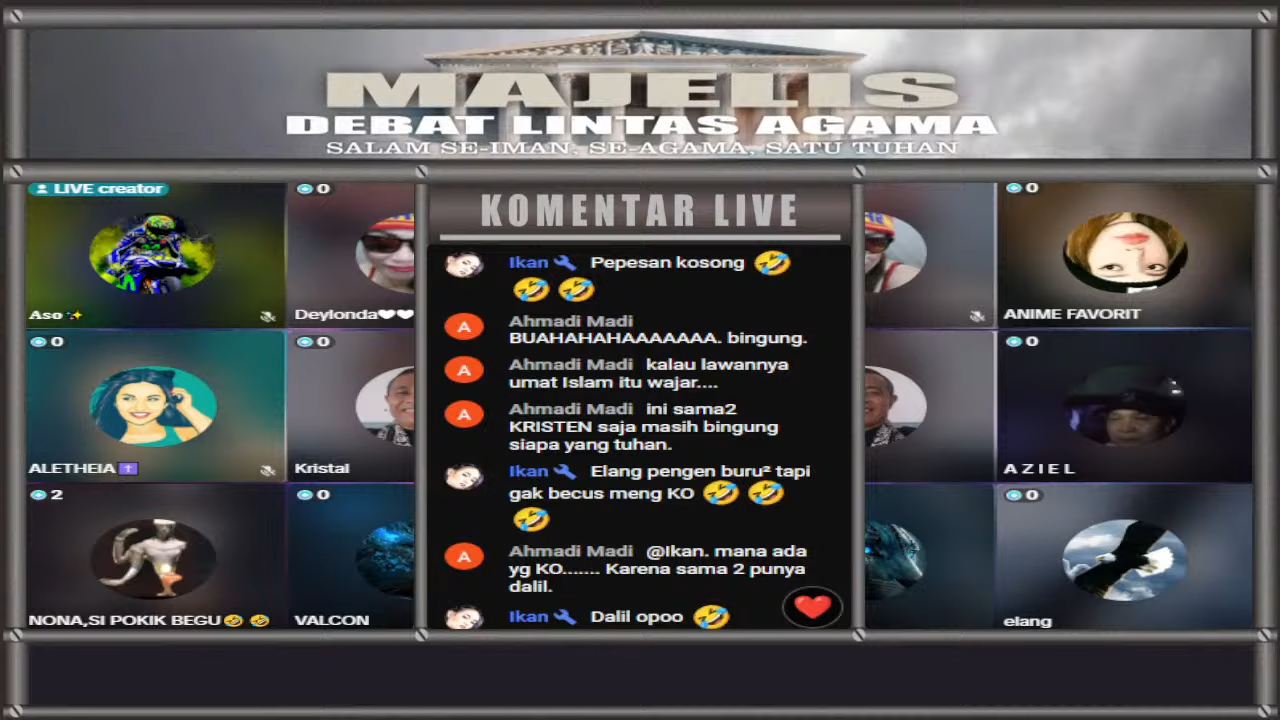 MAJELIS
DEBAT LINTAS AGAMA
SALAM SE-IMAN, SE-AGAMA, SATU TUHAN
LIVE creator
Aso✨
0
Deylonda🤍🤍
0
ANIME FAVORIT
0
ALETHEIA✝️
0
Kristal
0
A Z I E L
2
NONA,SI POKIK BEGU🤣 🤣
0
VALCON
0
elang
KOMENTAR LIVE
Ikan🔧 Pepesan kosong 🤣
🤣 🤣
Ahmadi Madi
BUAHAHAHAAAAAAA. bingung.
Ahmadi Madi kalau lawannya
umat Islam itu wajar....
Ahmadi Madi ini sama2
KRISTEN saja masih bingung
siapa yang tuhan.
Ikan🔧 Elang pengen buru² tapi
gak becus meng KO 🤣 🤣
🤣
Ahmadi Madi @Ikan. mana ada
yg KO....... Karena sama 2 punya
dalil.
Ikan🔧 Dalil opoo 🤣
A
A
A
A